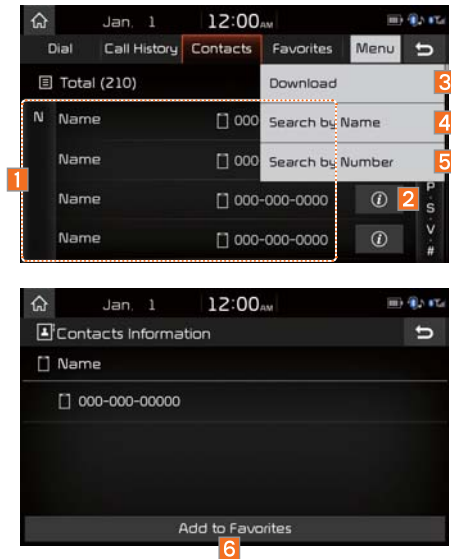 Jan. 1 12:00AM
Dial Call History Contacts Favorites Menu
Total (210)
Download 3
N Name 000 Search by Name 4
Name 000 Search by Number 5
1
P
Name 000-000-0000 2 S
V
Name 000-000-0000 #
Jan. 1 12:00AM
Contacts Information
Name
000-000-00000
Add to Favorites
6